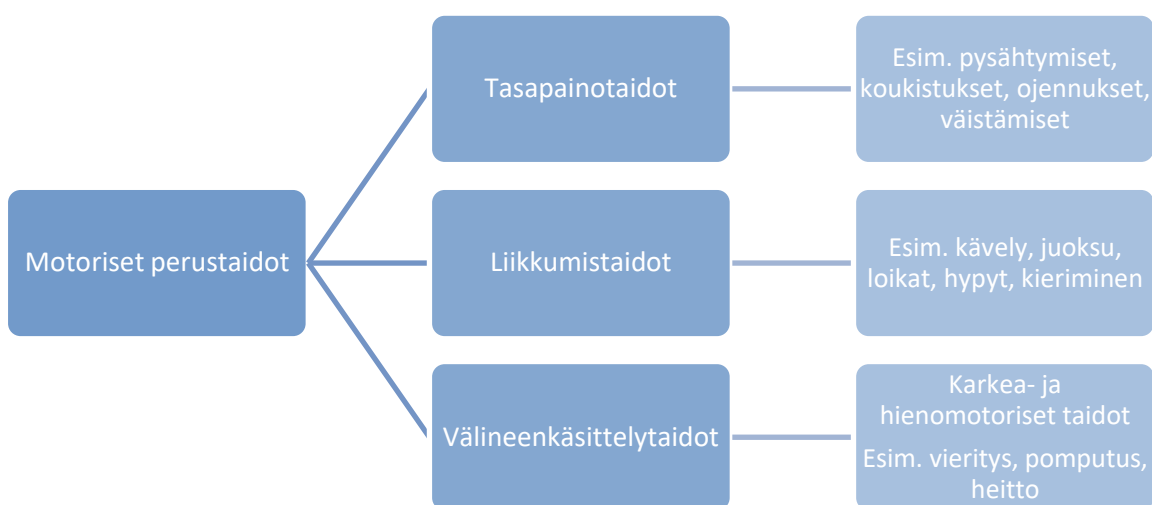 Motoriset perustaidot
Tasapainotaidot
Esim. pysähtymiset,
koukistukset, ojennukset,
väistämiset
Liikkumistaidot
Esim. kävely, juoksu,
loikat, hypyt, kieriminen
Välineenkäsittelytaidot
Karkea- ja
hienomotoriset taidot
Esim. vieritys, pomputus,
heitto